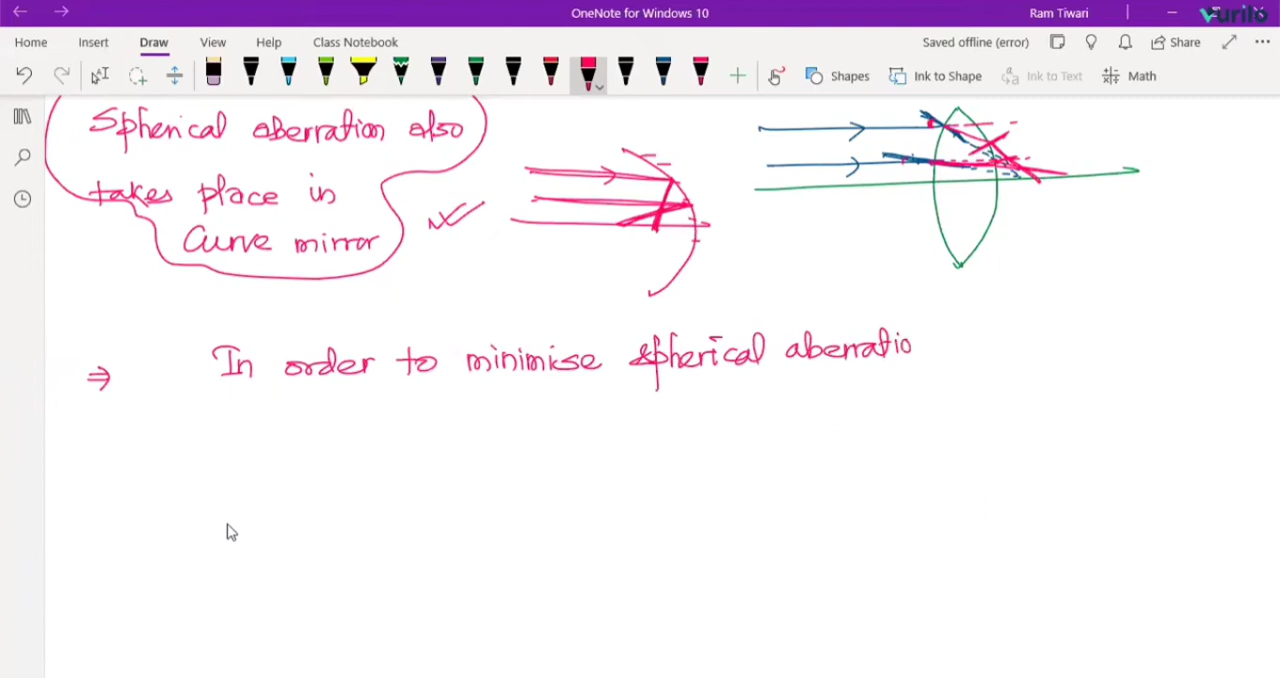 OneNote for Windows 10
Ram Tiwari
vurilo
Home Insert Draw View Help Class Notebook
Saved offline (error) Share
Shapes Ink to Shape Ink to Text Math
Spherical aberration also
takes place in
Curve mirror
⇒ In order to minimise spherical aberratio